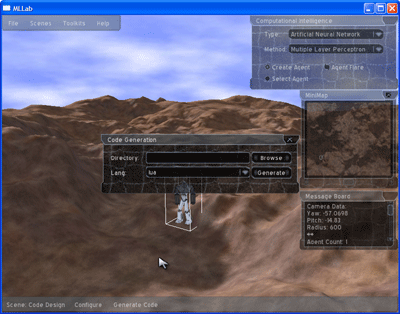 MLLab
File Scenes Toolkits Help
Computational Intelligence
Type: Artificial Neural Network
Method: Multiple Layer Perceptron
Create Agent Agent Flare
Select Agent
MiniMap
Code Generation
Directory: Browse
Lang: lua Generate
Message Board
Camera Data:
Yaw: -57.0698
Pitch: -14.83
Radius: 600
**
Agent Count: 1
Scene: Code Design Configure Generate Code